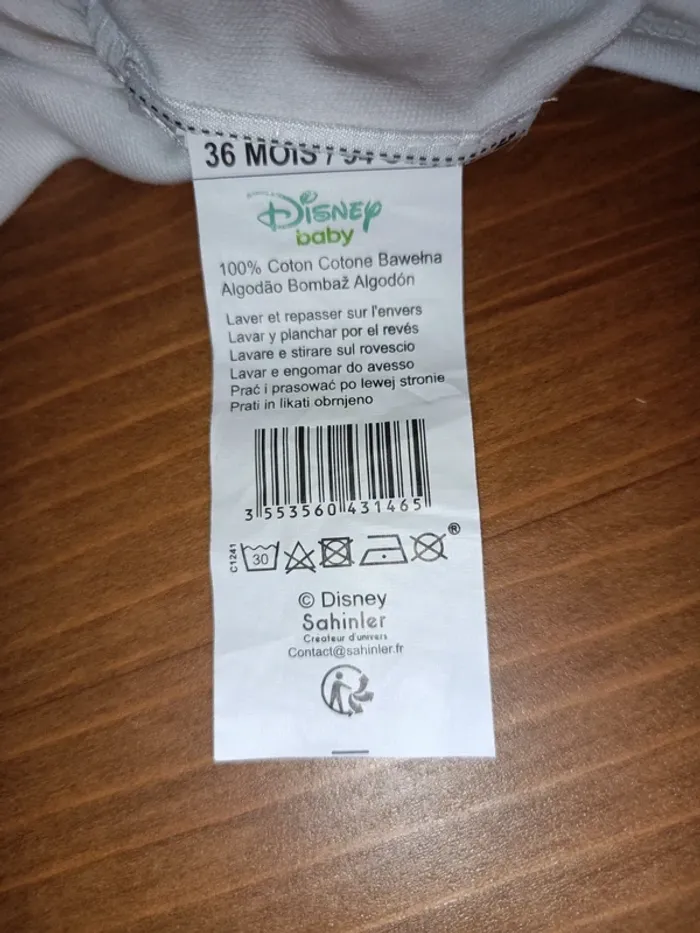 36 MOIS /
Disney
baby
100% Coton Cotone Bawełna
Algodão Bombaž Algodón
Laver et repasser sur l'envers
Lavar y planchar por el revés
Lavare e stirare sul rovescio
Lavar e engomar do avesso
Prać i prasować po lewej stronie
Prati in likati obrnjeno
3 553560 431465
C1241
30
®
© Disney
Sahinler
Créateur d'univers
Contact@sahinler.fr